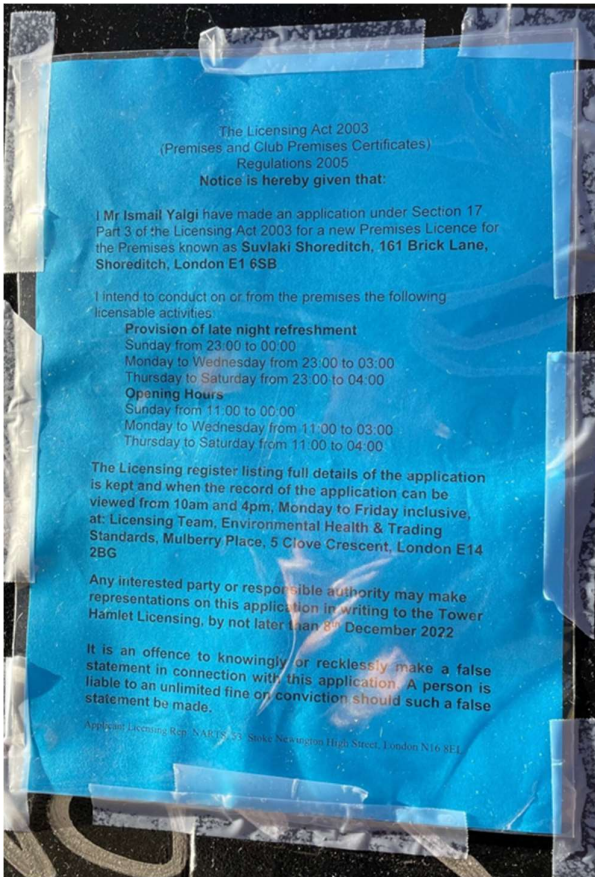 The Licensing Act 2003
(Premises and Club Premises Certificates)
Regulations 2005
Notice is hereby given that:
I Mr Ismail Yalgi have made an application under Section 17
Part 3 of the Licensing Act 2003 for a new Premises Licence for
the Premises known as Suvlaki Shoreditch, 161 Brick Lane,
Shoreditch, London E1 6SB
I intend to conduct on or from the premises the following
licensable activities:
Provision of late night refreshment
Sunday from 23:00 to 00:00
Monday to Wednesday from 23:00 to 03:00
Thursday to Saturday from 23:00 to 04:00
Opening Hours
Sunday from 11:00 to 00:00
Monday to Wednesday from 11:00 to 03:00
Thursday to Saturday from 11:00 to 04:00
The Licensing register listing full details of the application
is kept and when the record of the application can be
viewed from 10am and 4pm, Monday to Friday inclusive,
at: Licensing Team, Environmental Health & Trading
Standards, Mulberry Place, 5 Clove Crescent, London E14
2BG
Any interested party or responsible authority may make
representations on this application in writing to the Tower
Hamlet Licensing, by not later than 8th December 2022
It is an offence to knowingly or recklessly make a false
statement in connection with this application. A person is
liable to an unlimited fine on conviction should such a false
statement be made.
Applicant Licensing Rep. NARTS, 53 Stoke Newington High Street, London N16 8EL